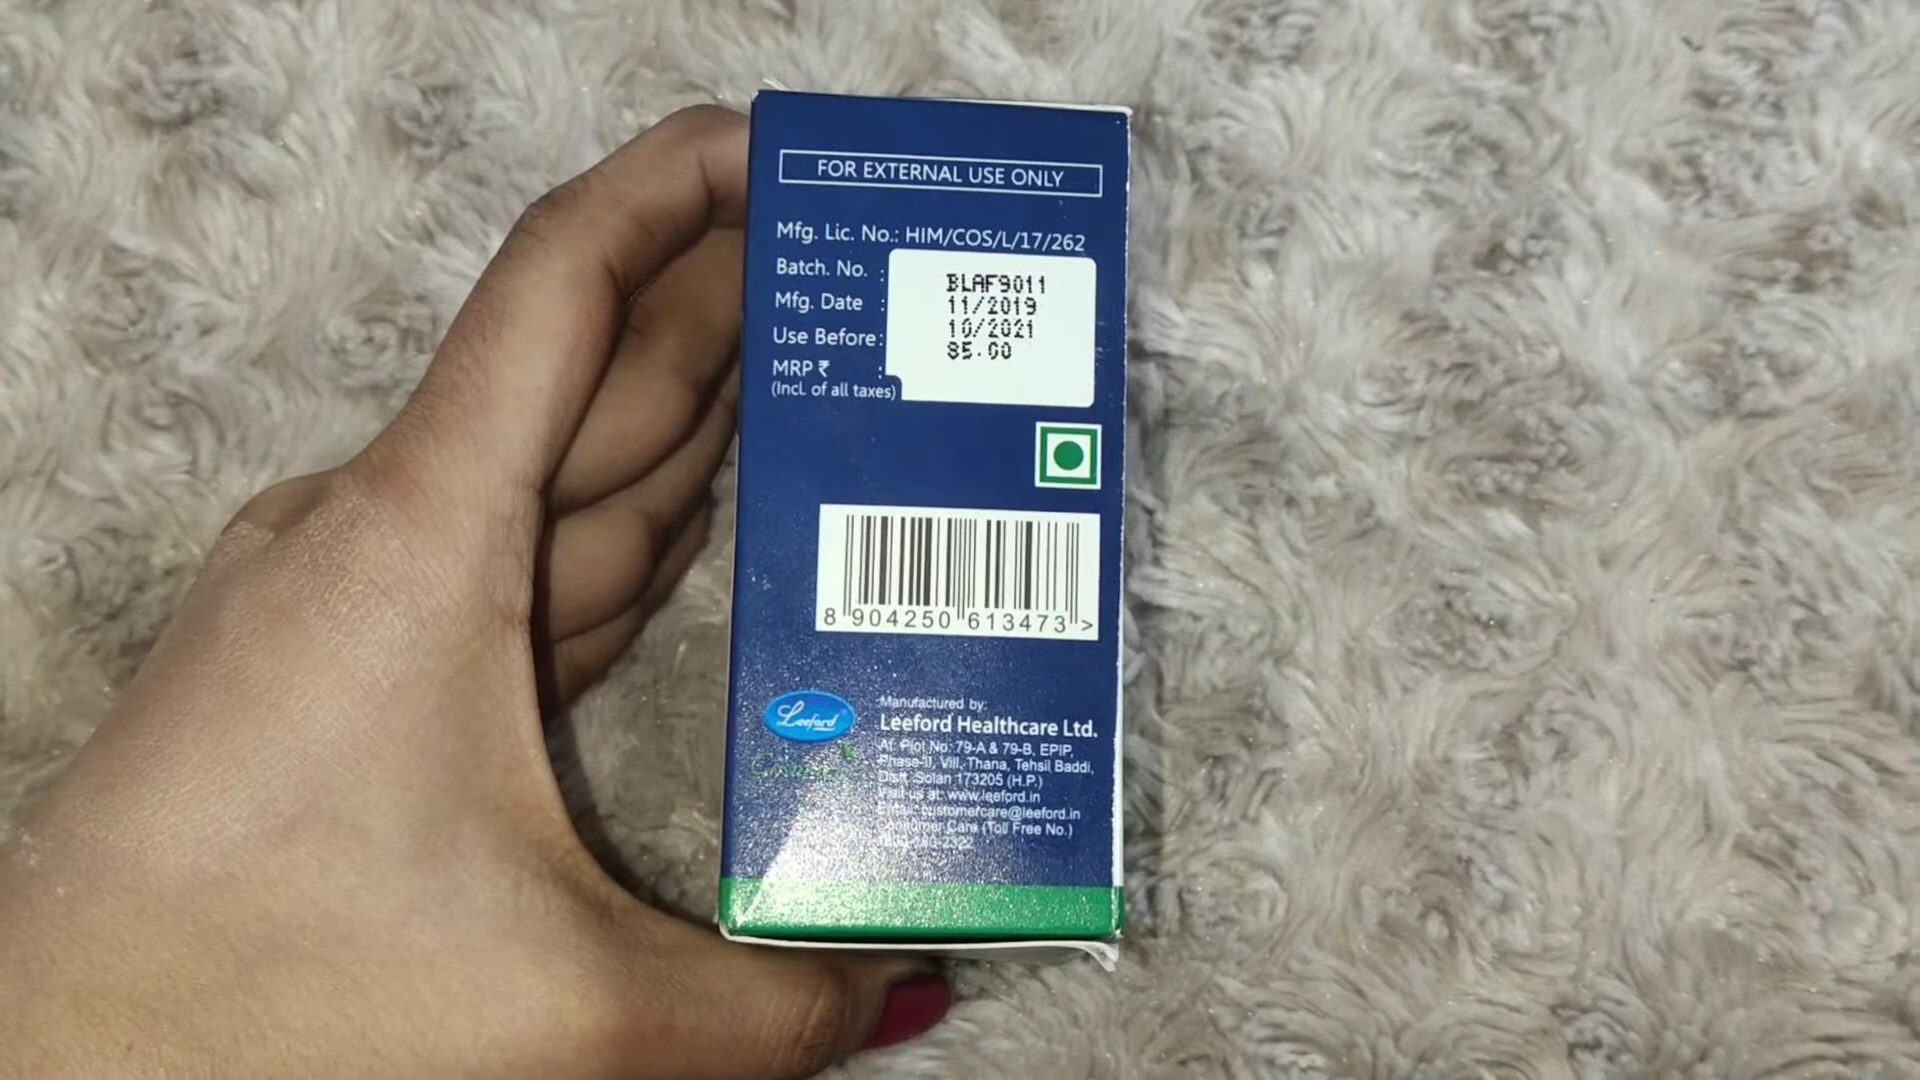 FOR EXTERNAL USE ONLY
Mfg. Lic. No.: HIM/COS/L/17/262
Batch. No. : BLAF9011
Mfg. Date : 11/2019
Use Before: 10/2021
MRP ₹ : 85.00
(Incl. of all taxes)
8 904250 613473 >
Leeford
Manufactured by:
Leeford Healthcare Ltd.
At Plot No: 79-A & 79-B, EPIP,
Phase-II, Vill. Thana, Tehsil Baddi,
Distt. Solan 173205 (H.P.)
Visit us at: www.leeford.in
Email: customercare@leeford.in
Consumer Care (Toll Free No.)